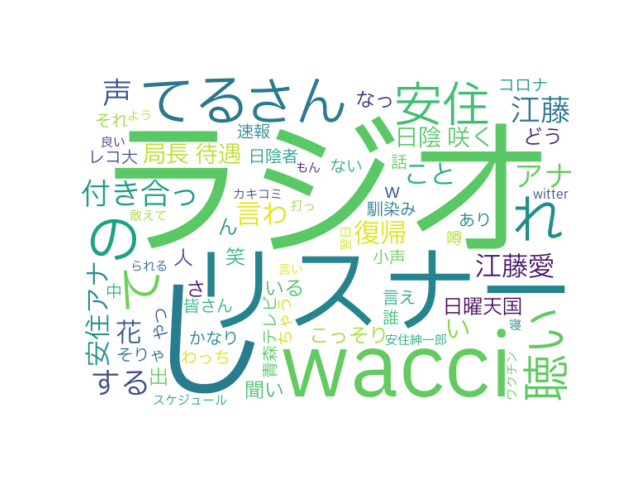 ラジオ
リスナー
し
wacci
聴い
てるさん
安住
江藤
声
なっ
コロナ
それ
よう
良い
レコ大
速報
局長 待遇
日陰者
もん
ない
話
日陰 咲く
どう
アナ
witter
付き合っ
こと
れ
カキコミ
w
馴染み
あり
敢えて
打っ
言わ
の
ん
翌日
復帰
噂
小声
江藤愛
人
笑
て
られる
中
安住アナ
さ
皆さん
いる
言い
言え
誰
日曜天国
花
やっ
ちゃう
青森テレビ
こっそり
い
そり
ゃ
かなり
わっち
安住紳一郎
寝
ワクチン
する
出
聞い
スケジュール